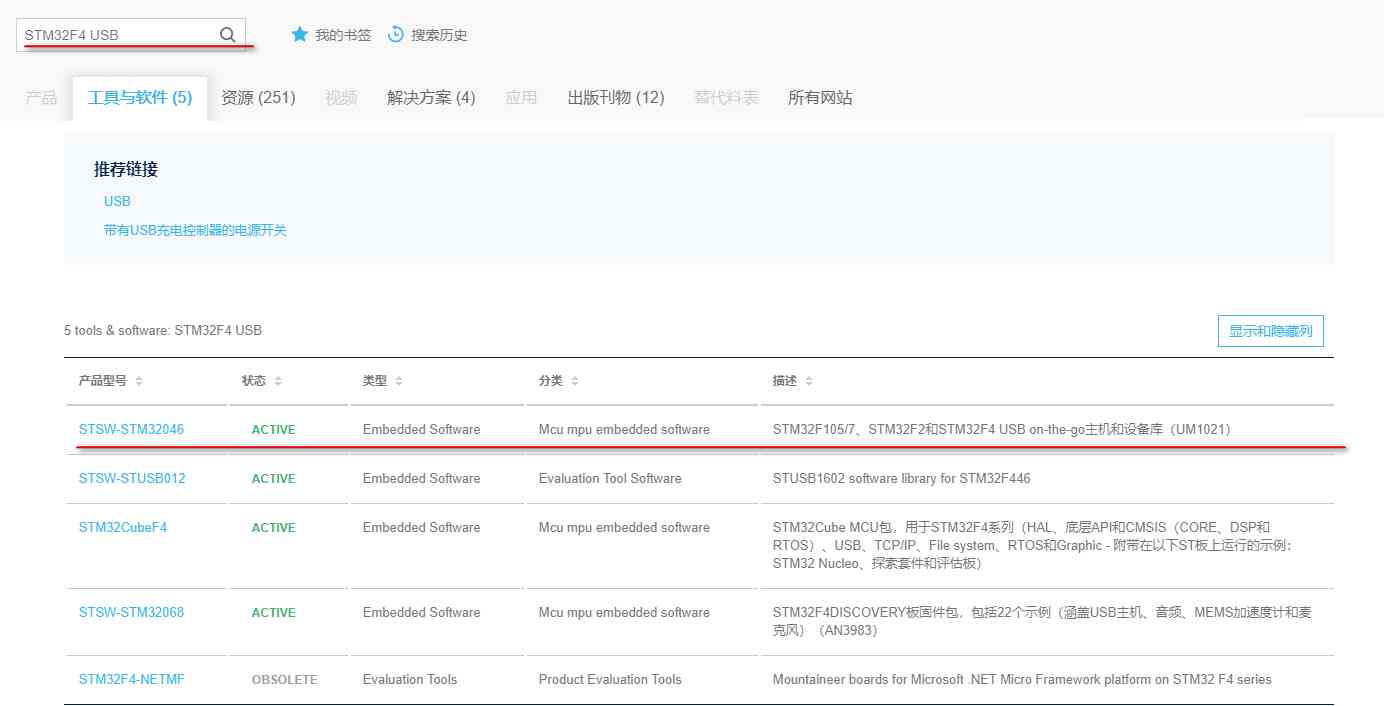 STM32F4 USB 我的书签 搜索历史
产品 工具与软件 (5) 资源 (251) 视频 解决方案 (4) 应用 出版刊物 (12) 替代料表 所有网站
推荐链接
USB
带有USB充电控制器的电源开关
5 tools & software: STM32F4 USB 显示和隐藏列
产品型号 状态 类型 分类 描述
STSW-STM32046 ACTIVE Embedded Software Mcu mpu embedded software STM32F105/7、STM32F2和STM32F4 USB on-the-go主机和设备库（UM1021）
STSW-STUSB012 ACTIVE Embedded Software Evaluation Tool Software STUSB1602 software library for STM32F446
STM32CubeF4 ACTIVE Embedded Software Mcu mpu embedded software STM32Cube MCU包，用于STM32F4系列（HAL、底层API和CMSIS（CORE、DSP和
RTOS）、USB、TCP/IP、File system、RTOS和Graphic - 附带在以下ST板上运行的示例：
STM32 Nucleo、探索套件和评估板）
STSW-STM32068 ACTIVE Embedded Software Mcu mpu embedded software STM32F4DISCOVERY板固件包，包括22个示例（涵盖USB主机、音频、MEMS加速度计和麦
克风）（AN3983）
STM32F4-NETMF OBSOLETE Evaluation Tools Product Evaluation Tools Mountaineer boards for Microsoft .NET Micro Framework platform on STM32 F4 series